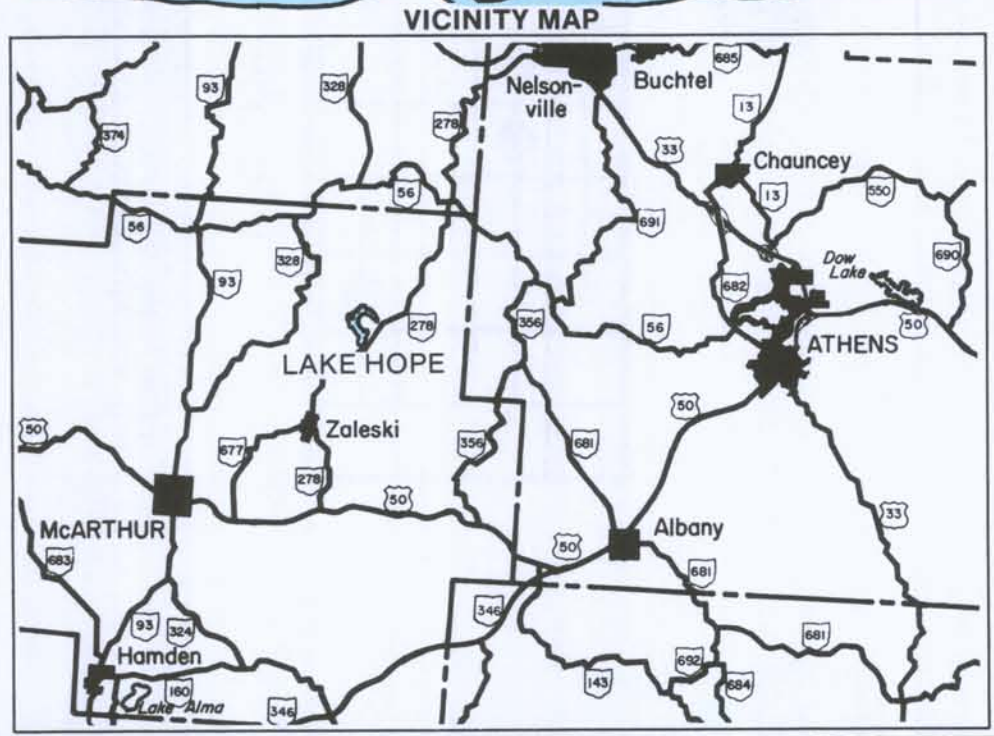 VICINITY MAP
93
328
685
Nelson-
ville
Buchtel
374
278
13
33
Chauncey
56
56
13
550
691
328
Dow
Lake
690
93
682
356
278
56
50
LAKE HOPE
ATHENS
50
50
Zaleski
677
356
681
278
50
33
McARTHUR
Albany
50
683
681
346
93
324
681
Hamden
692
160
143
684
Lake Alma
346